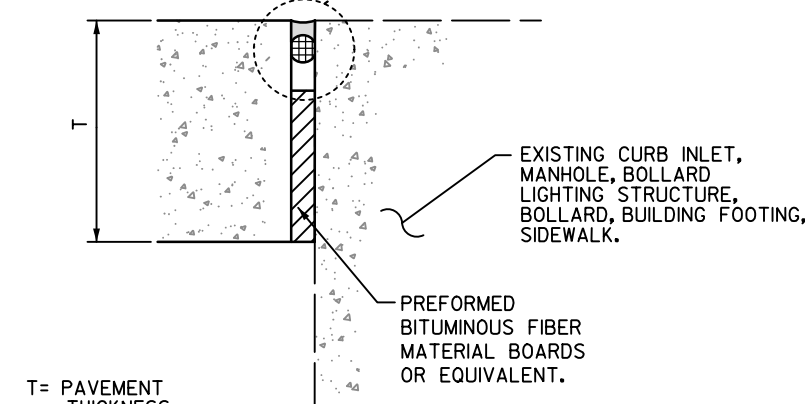 T
EXISTING CURB INLET,
MANHOLE, BOLLARD
LIGHTING STRUCTURE,
BOLLARD, BUILDING FOOTING,
SIDEWALK.
PREFORMED
BITUMINOUS FIBER
MATERIAL BOARDS
OR EQUIVALENT.
T= PAVEMENT
THICKNESS